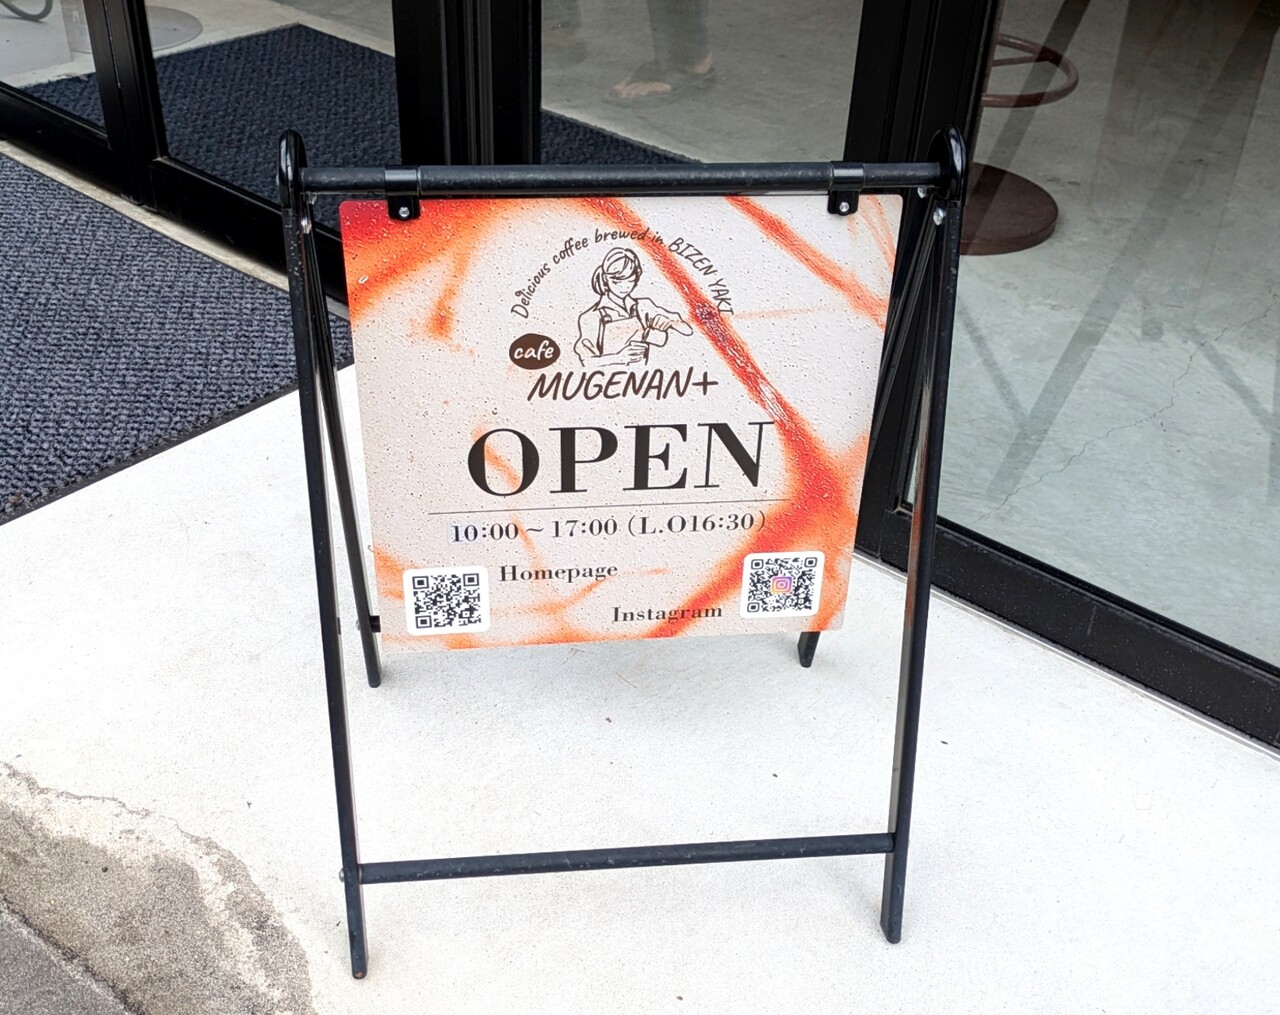 Delicious coffee brewed in BIZEN YAKI
cafe
MUGENAN+
OPEN
10:00 ~ 17:00 (L.O16:30)
Homepage
Instagram